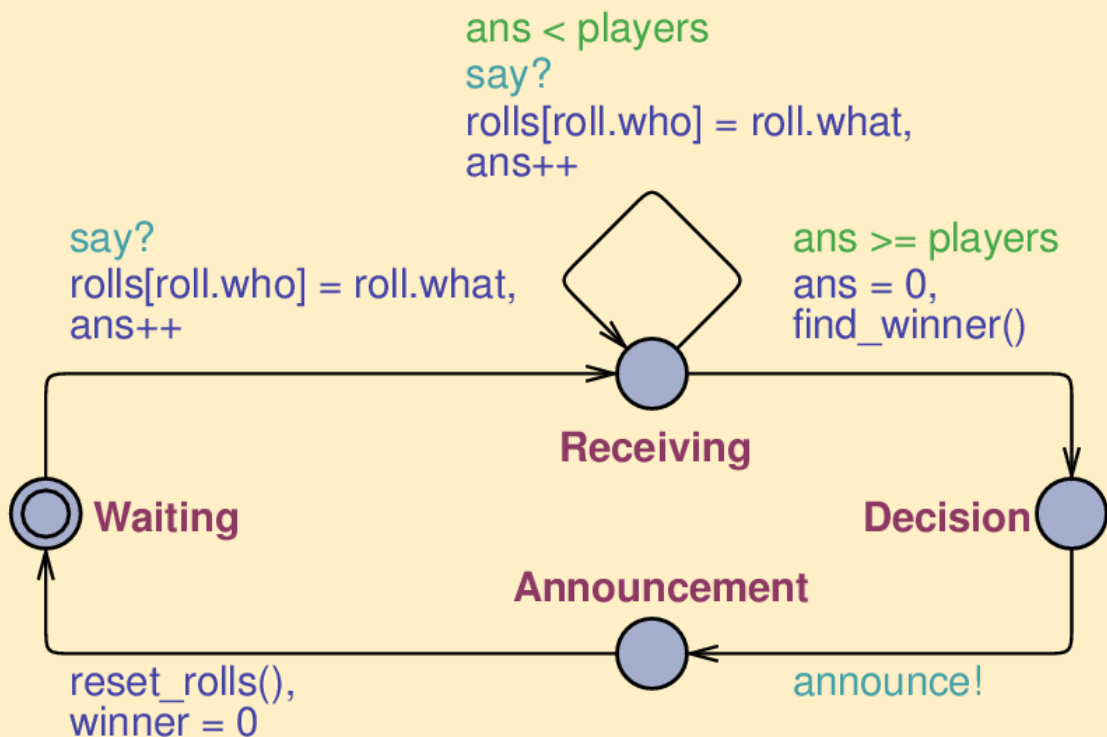 ans < players
say?
rolls[roll.who] = roll.what,
ans++
say?
rolls[roll.who] = roll.what,
ans++
ans >= players
ans = 0,
find_winner()
Receiving
Waiting
Decision
Announcement
reset_rolls(),
winner = 0
announce!